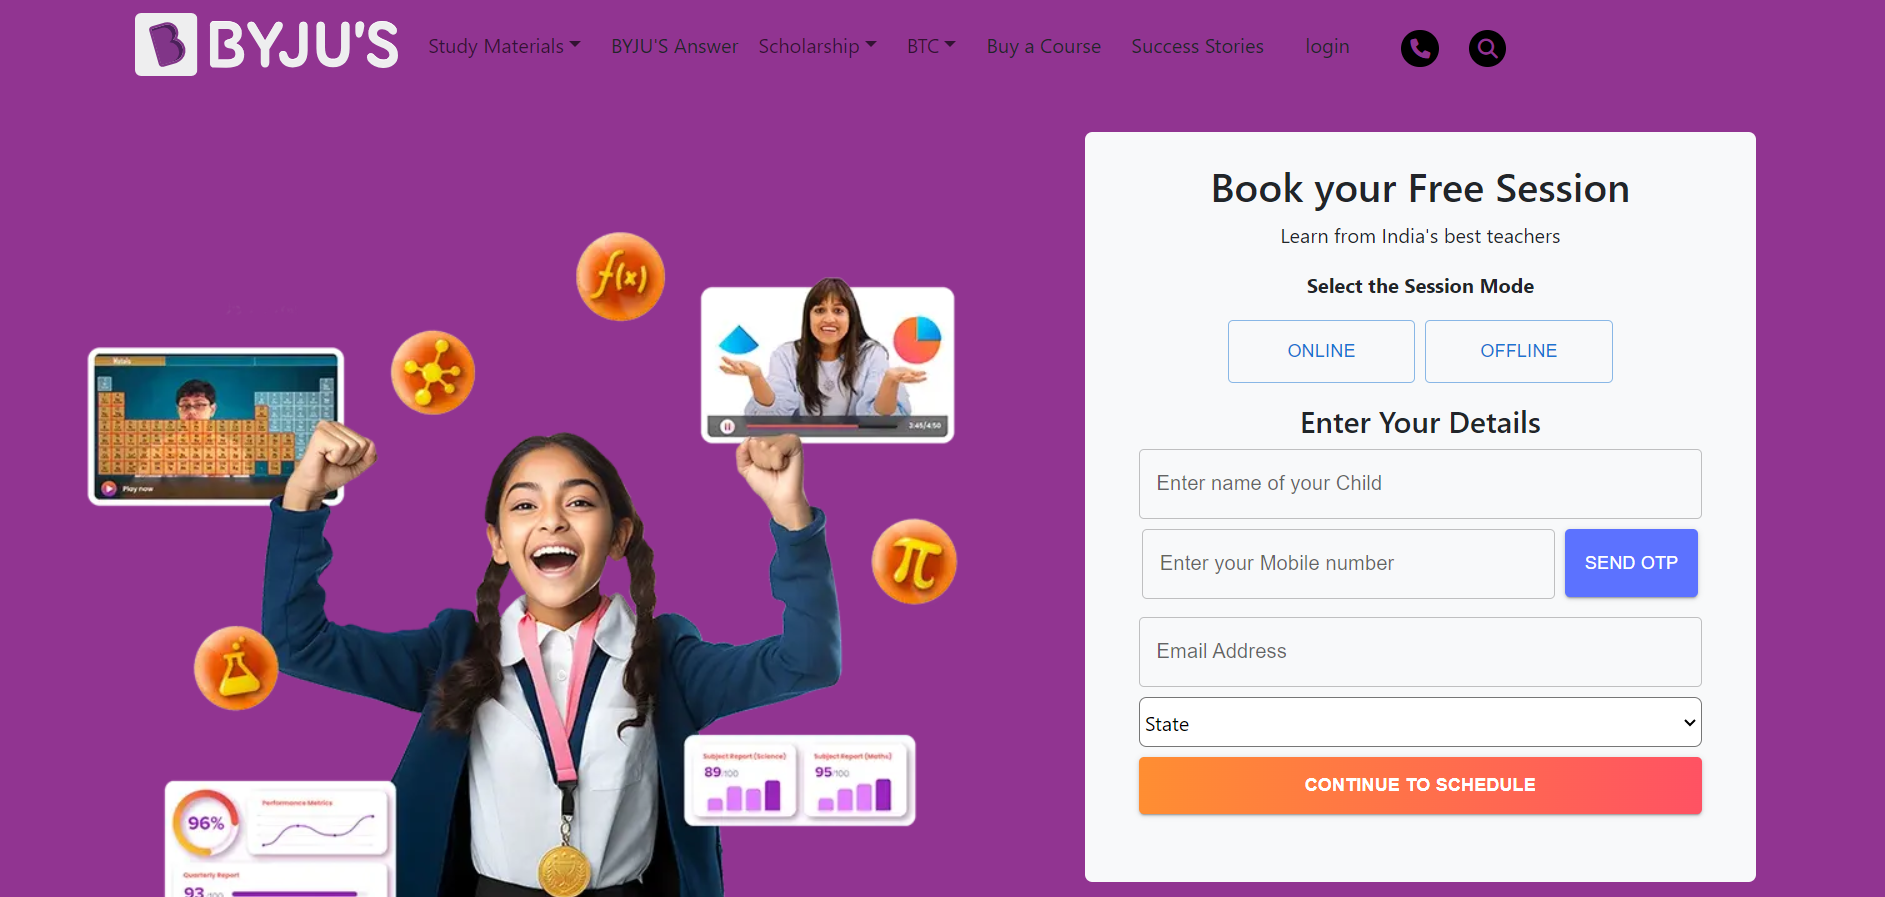 BYJU'S
Study Materials BYJU'S Answer Scholarship BTC Buy a Course Success Stories login
Book your Free Session
Learn from India's best teachers
Select the Session Mode
ONLINE OFFLINE
Enter Your Details
Enter name of your Child
Enter your Mobile number SEND OTP
Email Address
State
CONTINUE TO SCHEDULE
f(x)
Metals
Play now
3:45/4:50
π
Subject Report (Science)
89/100
Subject Report (Maths)
95/100
96%
Performance Metrics
Quarterly Report
93/100